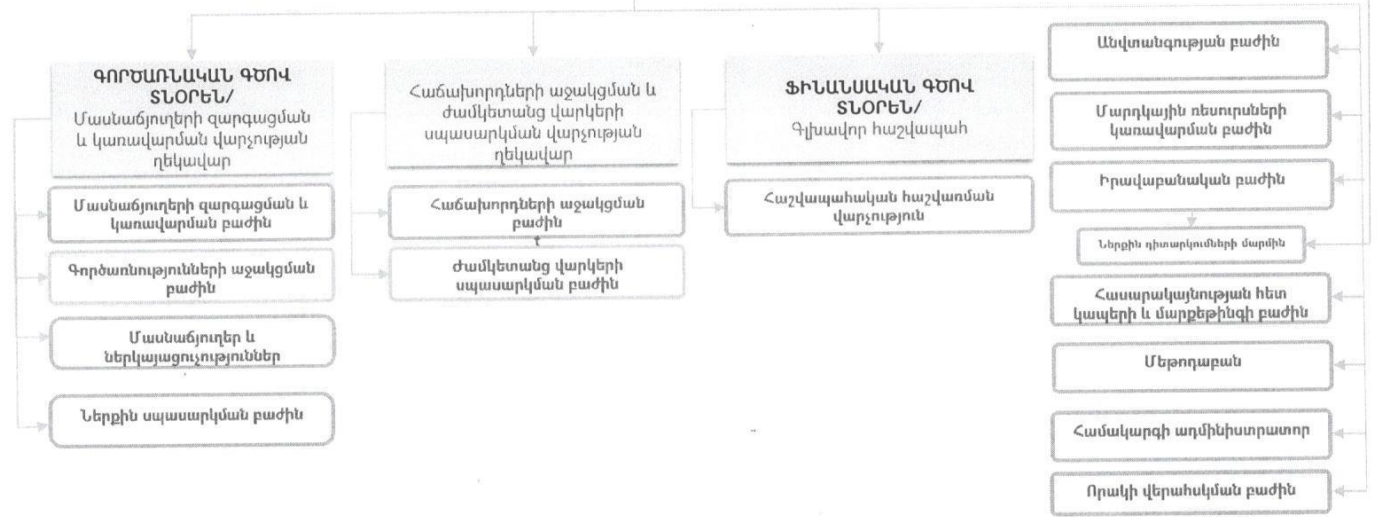 ԳՈՐԾԱՌՆԱԿԱՆ ԳԾՈՎ
ՏՆՕՐԵՆ/
Մասնաճյուղերի զարգացման
և կառավարման վարչության
ղեկավար
Մասնաճյուղերի զարգացման և
կառավարման բաժին
Գործառնությունների աջակցման
բաժին
Մասնաճյուղեր և
ներկայացուչություններ
Ներքին սպասարկման բաժին
Հաճախորդների աջակցման և
ժամկետանց վարկերի
սպասարկման վարչության
ղեկավար
Հաճախորդների աջակցման
բաժին
Ժամկետանց վարկերի
սպասարկման բաժին
ՖԻՆԱՆՍԱԿԱՆ ԳԾՈՎ
ՏՆՕՐԵՆ/
Գլխավոր հաշվապահ
Հաշվապահական հաշվառման
վարչություն
Անվտանգության բաժին
Մարդկային ռեսուրսների
կառավարման բաժին
Իրավաբանական բաժին
Ներքին դիտարկումների մարմին
Հասարակայնության հետ
կապերի և մարքեթինգի բաժին
Մեթոդաբան
Համակարգի ադմինիստրատոր
Որակի վերահսկման բաժին